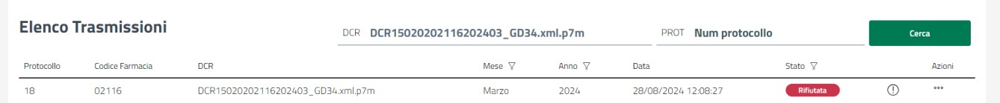 Elenco Trasmissioni
DCR DCR15020202116202403_GD34.xml.p7m PROT Num protocollo Cerca
Protocollo Codice Farmacia DCR Mese Anno Data Stato Azioni
18 02116 DCR15020202116202403_GD34.xml.p7m Marzo 2024 28/08/2024 12:08:27 Rifiutata